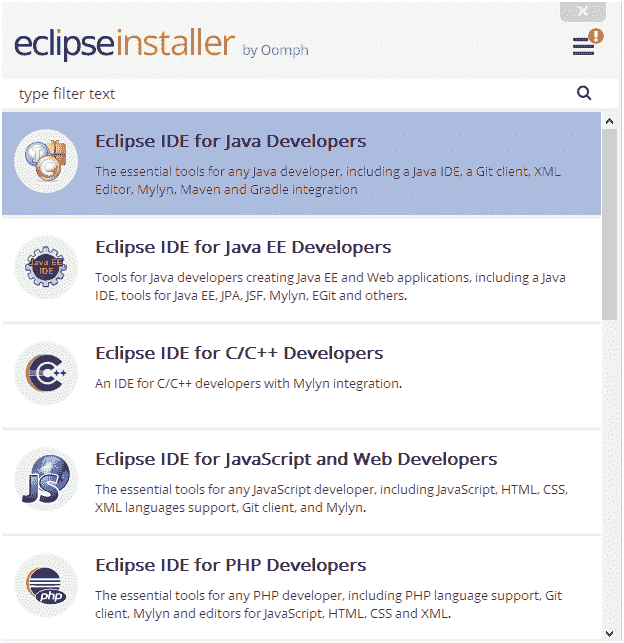 eclipseinstaller by Oomph
type filter text
Eclipse IDE for Java Developers
The essential tools for any Java developer, including a Java IDE, a Git client, XML
Editor, Mylyn, Maven and Gradle integration
Java EE
IDE
Eclipse IDE for Java EE Developers
Tools for Java developers creating Java EE and Web applications, including a Java
IDE, tools for Java EE, JPA, JSF, Mylyn, EGit and others.
C++
Eclipse IDE for C/C++ Developers
An IDE for C/C++ developers with Mylyn integration.
JS
Eclipse IDE for JavaScript and Web Developers
The essential tools for any JavaScript developer, including JavaScript, HTML, CSS,
XML languages support, Git client, and Mylyn.
php
Eclipse IDE for PHP Developers
The essential tools for any PHP developer, including PHP language support, Git
client, Mylyn and editors for JavaScript, HTML, CSS and XML.